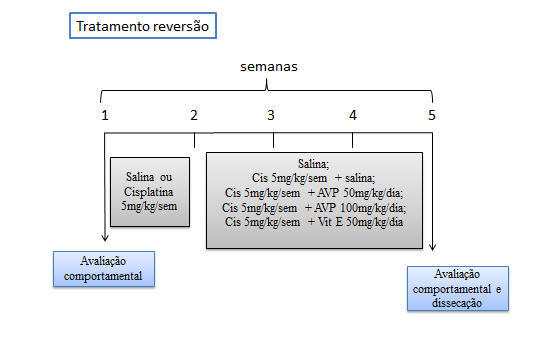 Tratamento reversão
semanas
1 2 3 4 5
Salina ou
Cisplatina
5mg/kg/sem
Salina;
Cis 5mg/kg/sem + salina;
Cis 5mg/kg/sem + AVP 50mg/kg/dia;
Cis 5mg/kg/sem + AVP 100mg/kg/dia;
Cis 5mg/kg/sem + Vit E 50mg/kg/dia
Avaliação
comportamental
Avaliação
comportamental e
dissecação